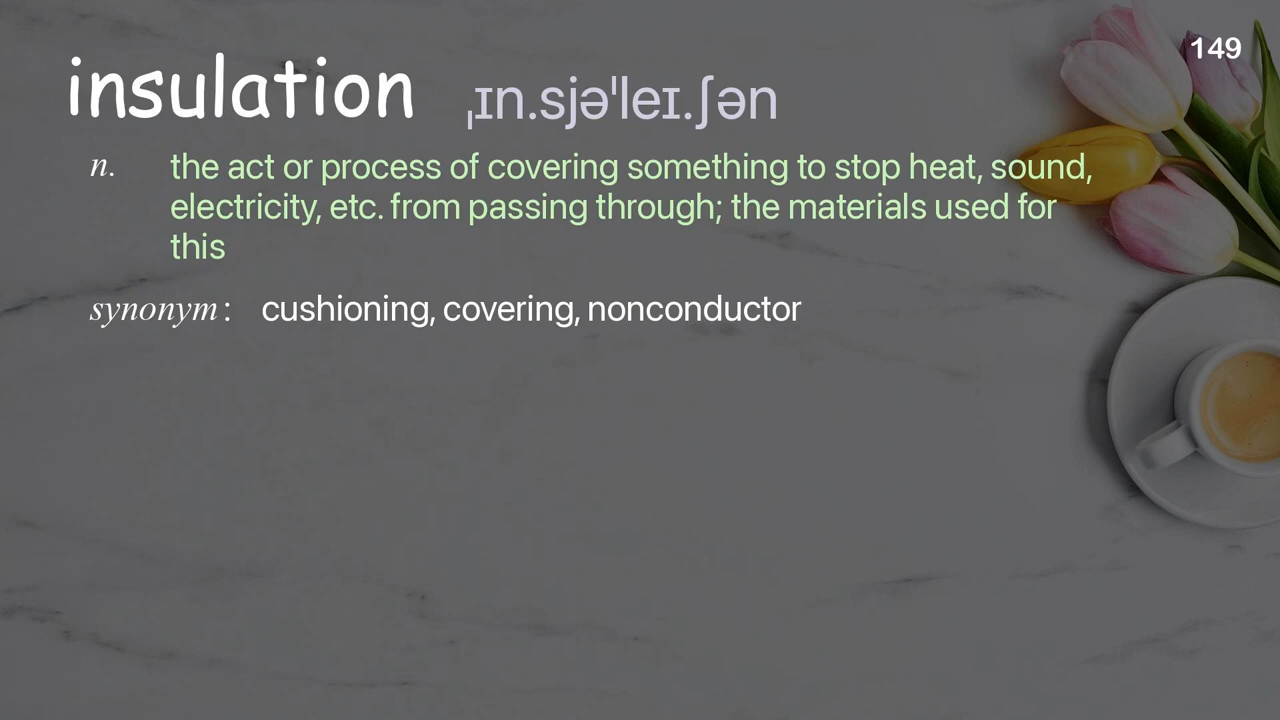 149
insulation ˌɪn.sjəˈleɪ.ʃən
n. the act or process of covering something to stop heat, sound,
electricity, etc. from passing through; the materials used for
this
synonym: cushioning, covering, nonconductor